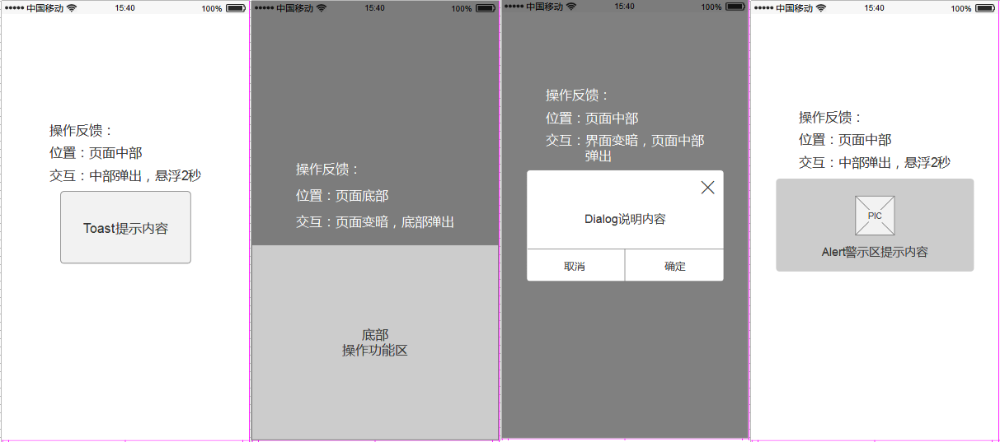 中国移动 15:40 100%
操作反馈：
位置：页面中部
交互：中部弹出，悬浮2秒
Toast提示内容
中国移动 15:40 100%
操作反馈：
位置：页面底部
交互：页面变暗，底部弹出
底部
操作功能区
中国移动 15:40 100%
操作反馈：
位置：页面中部
交互：界面变暗，页面中部
弹出
Dialog说明内容
取消 确定
中国移动 15:40 100%
操作反馈：
位置：页面中部
交互：中部弹出，悬浮2秒
PIC
Alert警示区提示内容